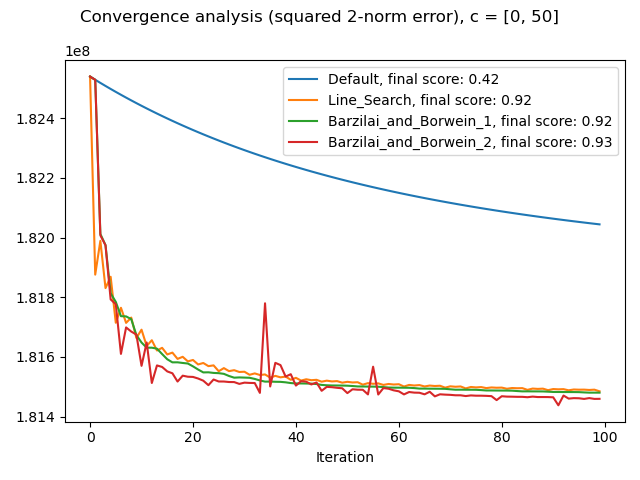 Convergence analysis (squared 2-norm error), c = [0, 50]
1e8
Default, final score: 0.42
Line_Search, final score: 0.92
Barzilai_and_Borwein_1, final score: 0.92
Barzilai_and_Borwein_2, final score: 0.93
1.824
1.822
1.820
1.818
1.816
1.814
0 20 40 60 80 100
Iteration